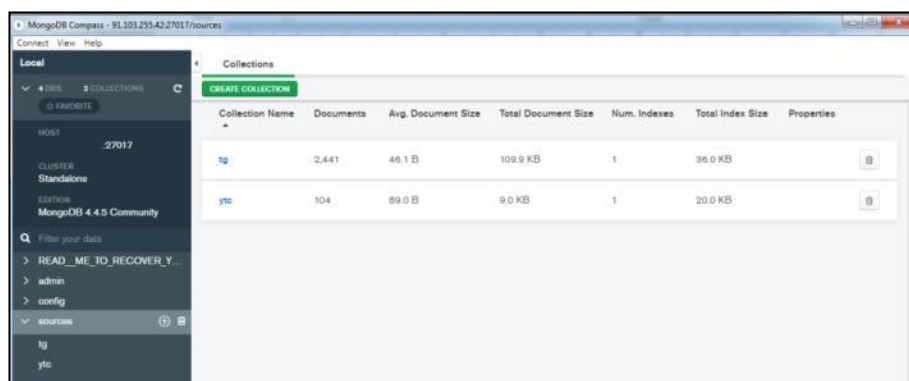 MongoDB Compass - 91.103.255.42:27017/sources
Connect View Help
Local
4 DBS 3 COLLECTIONS
FAVORITE
HOST
:27017
CLUSTER
Standalone
EDITION
MongoDB 4.4.5 Community
Filter your data
READ__ME_TO_RECOVER_Y...
admin
config
sources
tg
ytc
Collections
CREATE COLLECTION
Collection Name Documents Avg. Document Size Total Document Size Num. Indexes Total Index Size Properties
tg 2,441 46.1 B 109.9 KB 1 36.0 KB
ytc 104 89.0 B 9.0 KB 1 20.0 KB